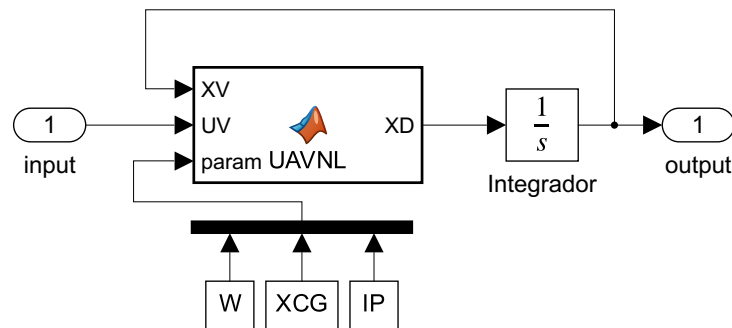 XV
1
UV
XD
1
s
1
input
param UAVNL
Integrador
output
W
XCG
IP